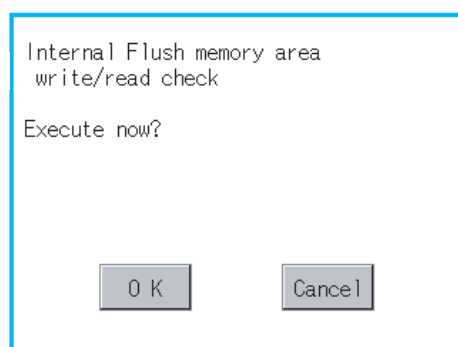 Internal Flush memory area
write/read check
Execute now?
O K
Cancel